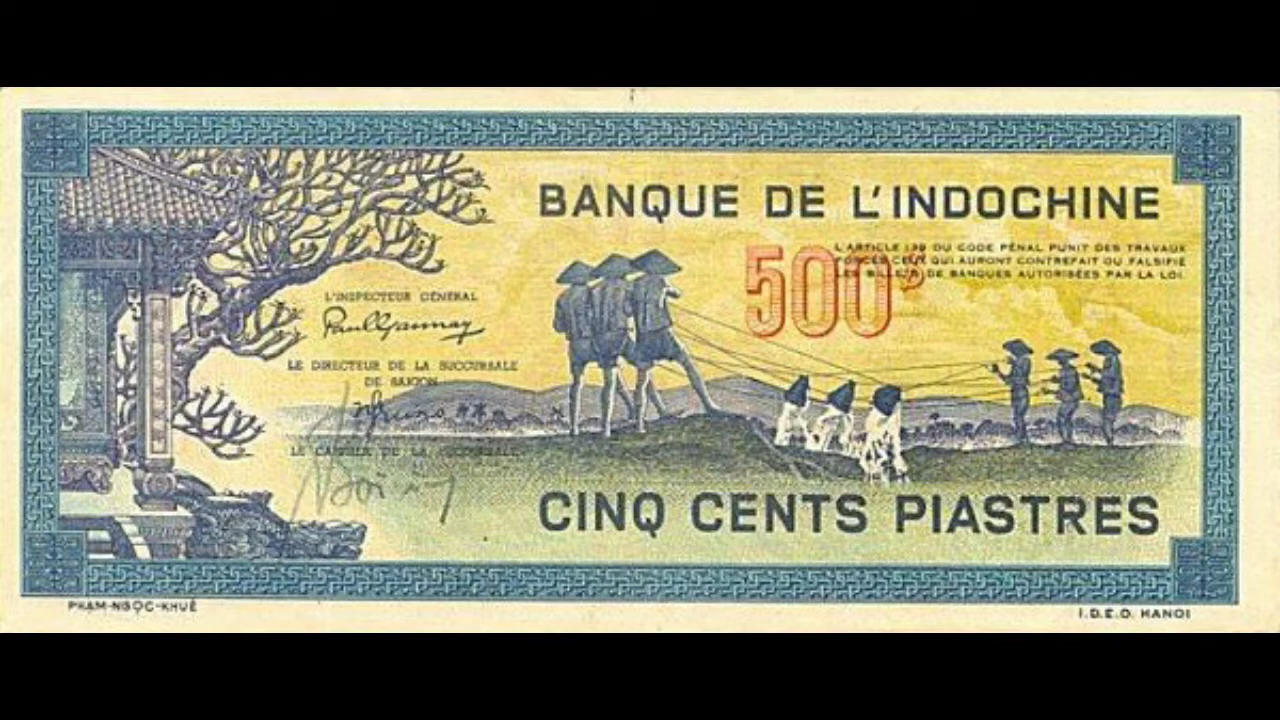 BANQUE DE L'INDOCHINE
500$
L'ARTICLE 139 DU CODE PÉNAL PUNIT DES TRAVAUX
FORCÉS CEUX QUI AURONT CONTREFAIT OU FALSIFIÉ
LES BILLETS DE BANQUES AUTORISÉES PAR LA LOI.
L'INSPECTEUR GÉNÉRAL
Paul Gannay
LE DIRECTEUR DE LA SUCCURSALE
DE SAIGON
LE CAISSIER DE LA SUCCURSALE
CINQ CENTS PIASTRES
PHAM-NGOC-KHUÊ
I.D.E.O. HANOI